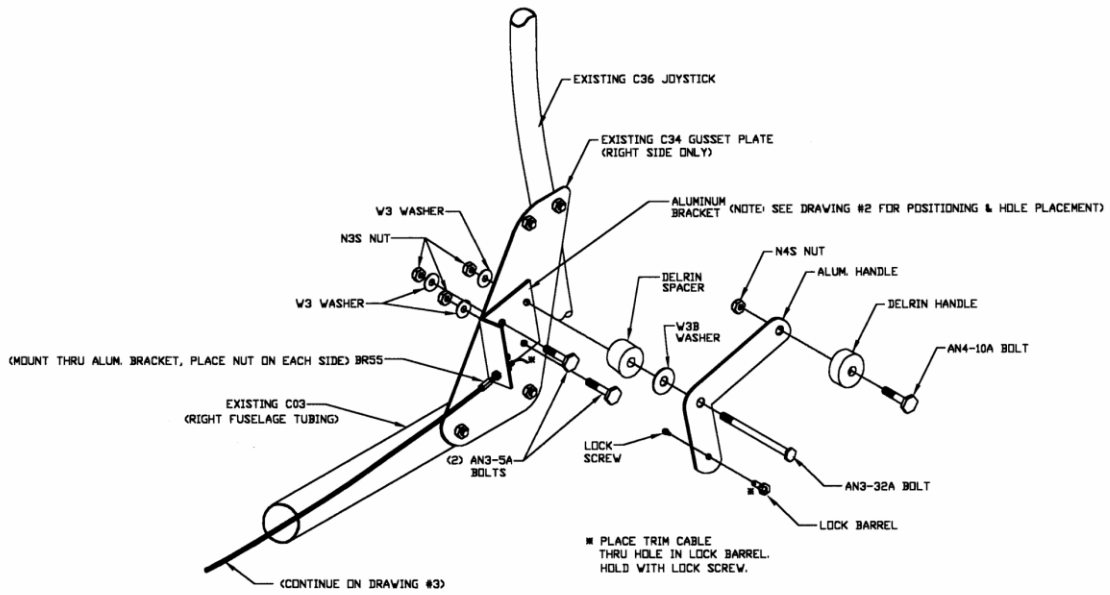 EXISTING C36 JOYSTICK
EXISTING C34 GUSSET PLATE
(RIGHT SIDE ONLY)
W3 WASHER
ALUMINUM
BRACKET (NOTE: SEE DRAWING #2 FOR POSITIONING & HOLE PLACEMENT)
N3S NUT
N4S NUT
ALUM. HANDLE
DELRIN
SPACER
DELRIN HANDLE
W3 WASHER
W3B
WASHER
(MOUNT THRU ALUM. BRACKET, PLACE NUT ON EACH SIDE) BR55
*
AN4-10A BOLT
EXISTING C03
(RIGHT FUSELAGE TUBING)
LOCK
SCREW
(2) AN3-5A
BOLTS
AN3-32A BOLT
*
LOCK BARREL
* PLACE TRIM CABLE
THRU HOLE IN LOCK BARREL.
HOLD WITH LOCK SCREW.
(CONTINUE ON DRAWING #3)